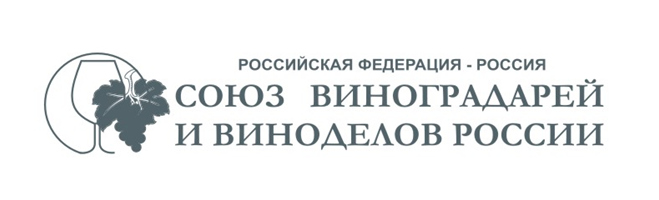 РОССИЙСКАЯ ФЕДЕРАЦИЯ - РОССИЯ
СОЮЗ ВИНОГРАДАРЕЙ
И ВИНОДЕЛОВ РОССИИ